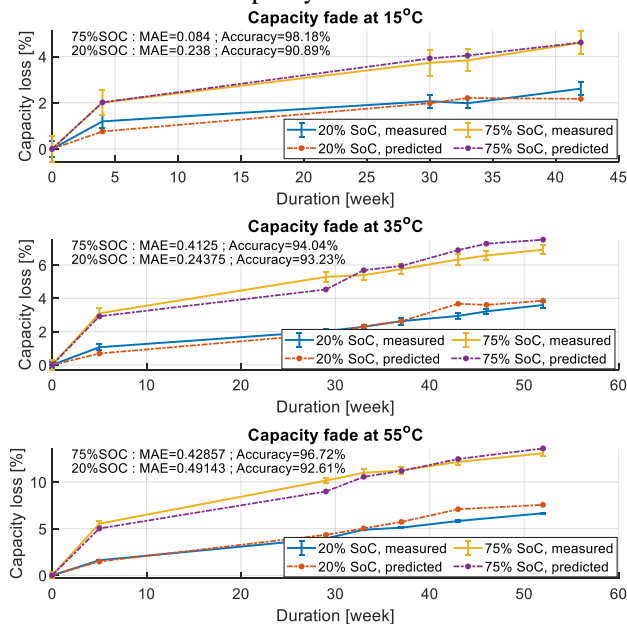 Capacity fade at 15°C
75%SOC : MAE=0.084 ; Accuracy=98.18%
20%SOC : MAE=0.238 ; Accuracy=90.89%
Capacity loss [%]
4
2
0
20% SoC, measured 75% SoC, measured
20% SoC, predicted 75% SoC, predicted
0 5 10 15 20 25 30 35 40 45
Duration [week]
Capacity fade at 35°C
75%SOC : MAE=0.4125 ; Accuracy=94.04%
20%SOC : MAE=0.24375 ; Accuracy=93.23%
Capacity loss [%]
6
4
2
0
20% SoC, measured 75% SoC, measured
20% SoC, predicted 75% SoC, predicted
0 10 20 30 40 50 60
Duration [week]
Capacity fade at 55°C
75%SOC : MAE=0.42857 ; Accuracy=96.72%
20%SOC : MAE=0.49143 ; Accuracy=92.61%
Capacity loss [%]
10
5
0
20% SoC, measured 75% SoC, measured
20% SoC, predicted 75% SoC, predicted
0 10 20 30 40 50 60
Duration [week]